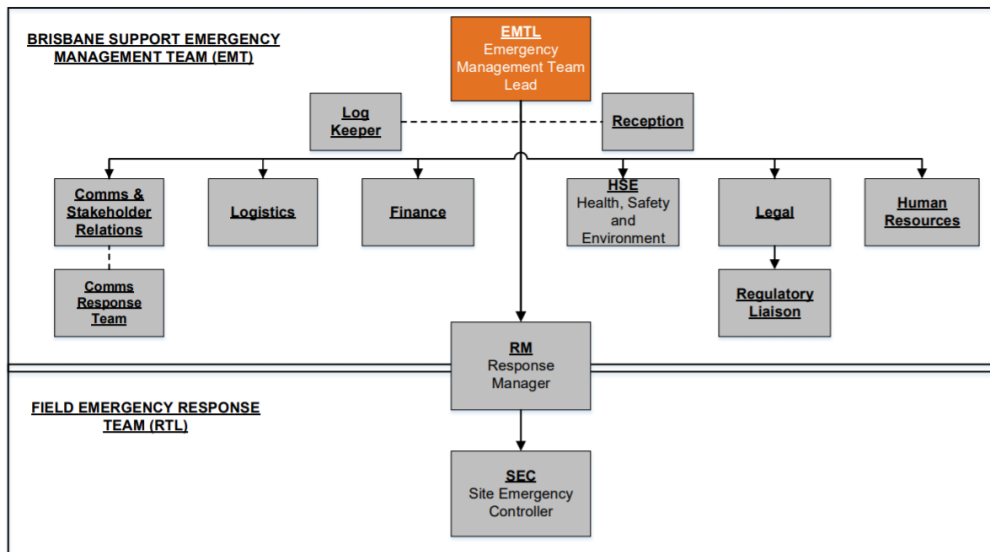 BRISBANE SUPPORT EMERGENCY
MANAGEMENT TEAM (EMT)
EMTL
Emergency
Management Team
Lead
Log
Keeper
Reception
Comms &
Stakeholder
Relations
Logistics
Finance
HSE
Health, Safety
and
Environment
Legal
Human
Resources
Comms
Response
Team
Regulatory
Liaison
RM
Response
Manager
FIELD EMERGENCY RESPONSE
TEAM (RTL)
SEC
Site Emergency
Controller